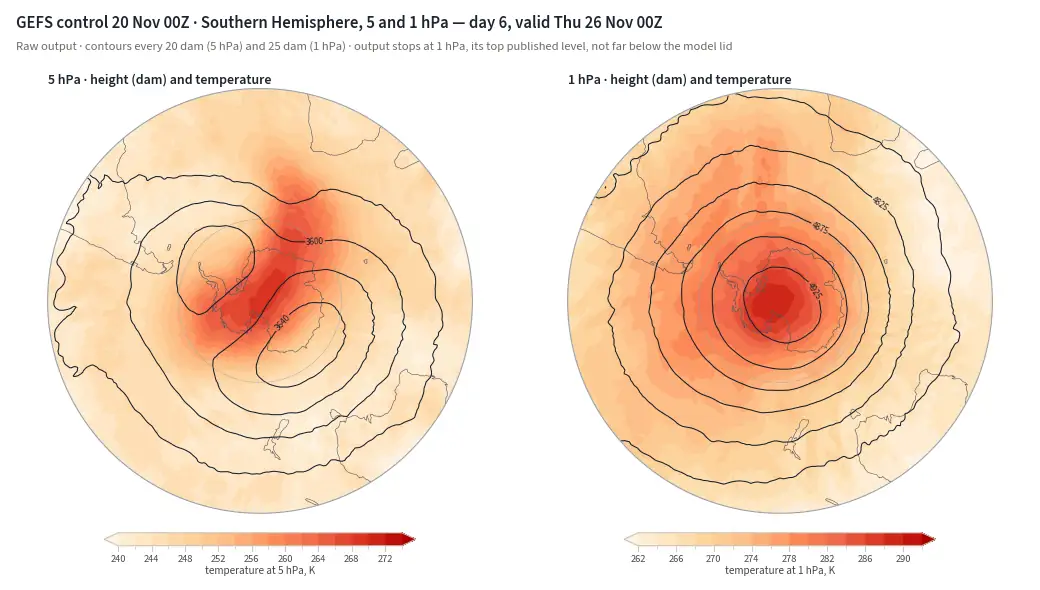 GEFS control 20 Nov 00Z · Southern Hemisphere, 5 and 1 hPa — day 6, valid Thu 26 Nov 00Z
Raw output · contours every 20 dam (5 hPa) and 25 dam (1 hPa) · output stops at 1 hPa, its top published level, not far below the model lid
5 hPa · height (dam) and temperature
3600
3640
240 244 248 252 256 260 264 268 272
temperature at 5 hPa, K
1 hPa · height (dam) and temperature
4825
4875
4925
262 266 270 274 278 282 286 290
temperature at 1 hPa, K